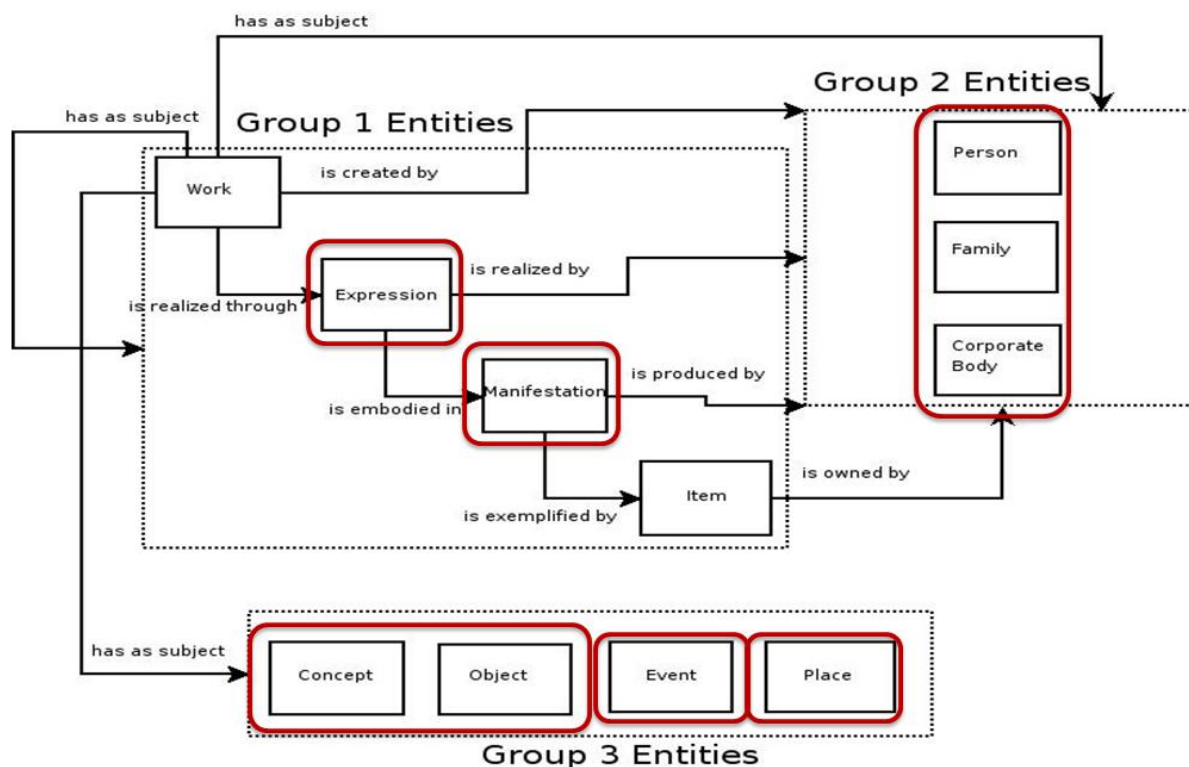 has as subject
Group 2 Entities
has as subject
Group 1 Entities
Work
is created by
Person
Family
Corporate
Body
is realized through
Expression
is realized by
is embodied in
Manifestation
is produced by
is exemplified by
Item
is owned by
has as subject
Concept
Object
Event
Place
Group 3 Entities